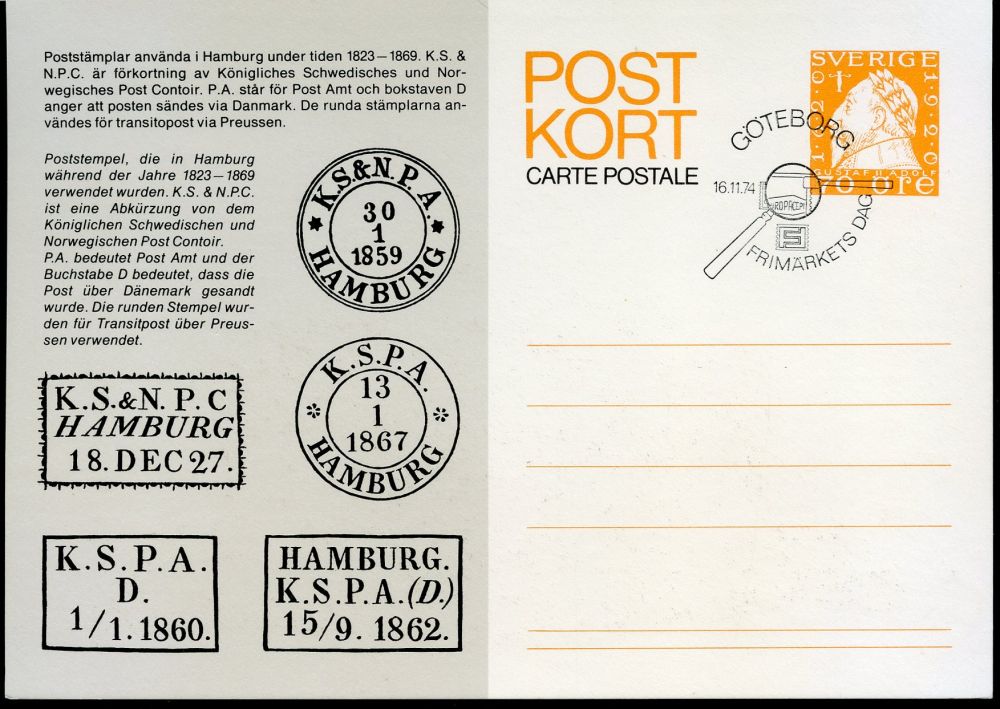 Poststämplar använda i Hamburg under tiden 1823—1869. K.S. &
N.P.C. är förkortning av Königliches Schwedisches und Nor-
wegisches Post Contoir. P.A. står för Post Amt och bokstaven D
anger att posten sändes via Danmark. De runda stämplarna an-
vändes för transitopost via Preussen.
Poststempel, die in Hamburg
während der Jahre 1823—1869
verwendet wurden. K.S. & N.P.C.
ist eine Abkürzung von dem
Königlichen Schwedischen und
Norwegischen Post Contoir.
P.A. bedeutet Post Amt und der
Buchstabe D bedeutet, dass die
Post über Dänemark gesandt
wurde. Die runden Stempel wur-
den für Transitpost über Preus-
sen verwendet.
K.S.&N.P.A.
30
1
1859
HAMBURG
K.S.P.A.
13
1
1867
HAMBURG
K.S.&N.P.C
HAMBURG
18.DEC 27.
K.S.P.A.
D.
1/1.1860.
HAMBURG.
K.S.P.A.(D.)
15/9.1862.
POST
KORT
CARTE POSTALE
SVERIGE
1920
GUSTAF II ADOLF
70 ÖRE
GÖTEBORG
16.11.74
FRIMÄRKETS DAG